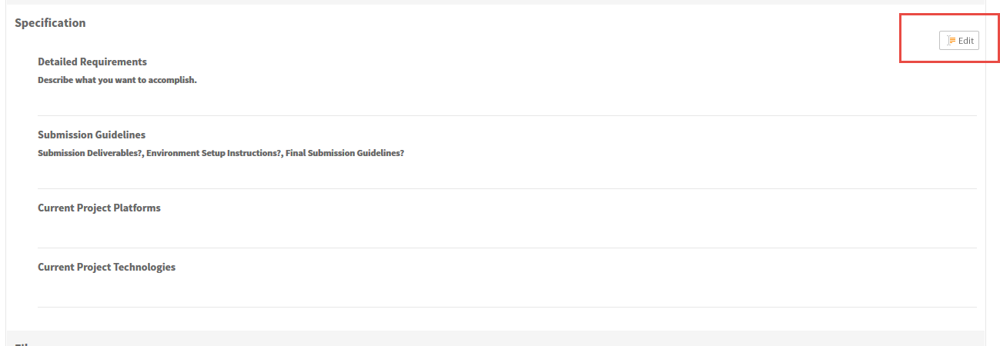 Specification
Edit
Detailed Requirements
Describe what you want to accomplish.
Submission Guidelines
Submission Deliverables?, Environment Setup Instructions?, Final Submission Guidelines?
Current Project Platforms
Current Project Technologies